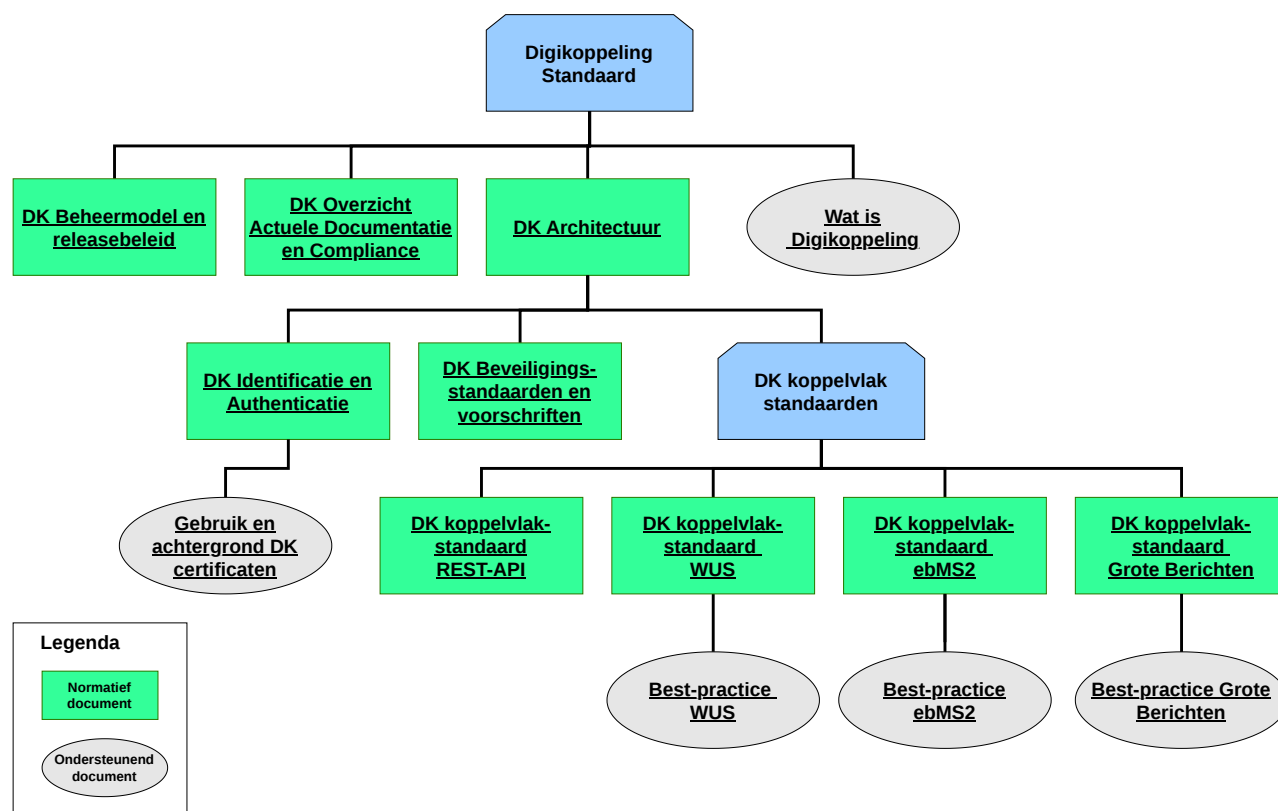 Digikoppeling
Standaard
DK Beheermodel en
releasebeleid
DK Overzicht
Actuele Documentatie
en Compliance
DK Architectuur
Wat is
Digikoppeling
DK Identificatie en
Authenticatie
DK Beveiligings-
standaarden en
voorschriften
DK koppelvlak
standaarden
Gebruik en
achtergrond DK
certificaten
DK koppelvlak-
standaard
REST-API
DK koppelvlak-
standaard
WUS
DK koppelvlak-
standaard
ebMS2
DK koppelvlak-
standaard
Grote Berichten
Best-practice
WUS
Best-practice
ebMS2
Best-practice Grote
Berichten
Legenda
Normatief
document
Ondersteunend
document